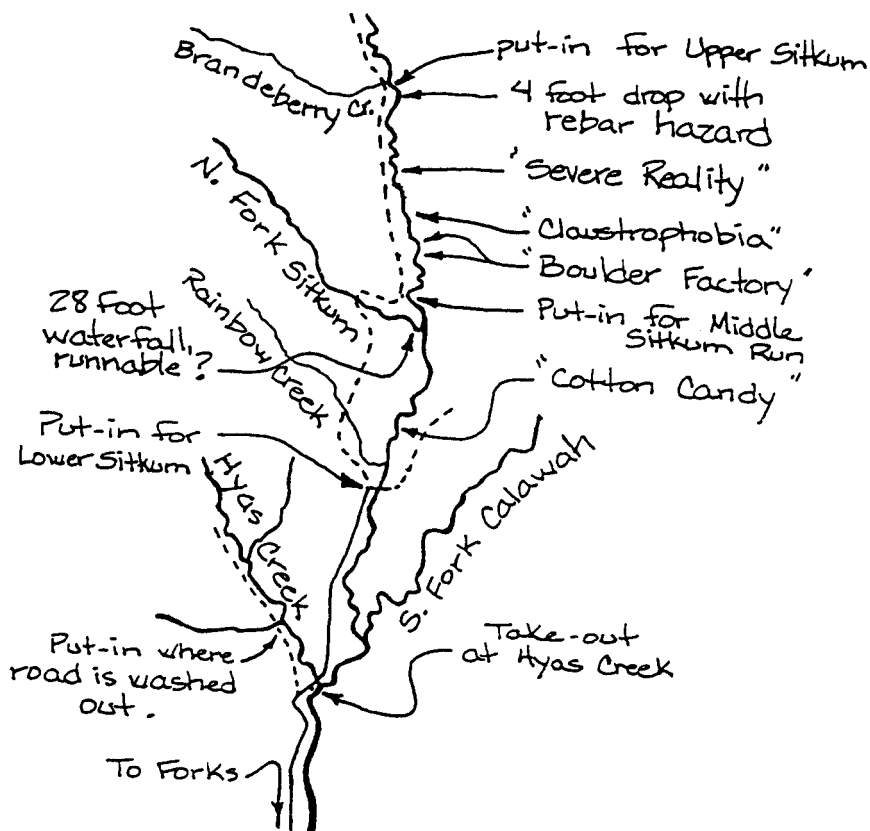 put-in for Upper Sitkum
Brandeberry Cr.
4 foot drop with
rebar hazard
"Severe Reality"
N. Fork Sitkum
"Claustrophobia"
"Boulder Factory"
Rainbow Creek
28 foot
waterfall,
runnable?
Put-in for Middle
Sitkum Run
"Cotton Candy"
Put-in for
Lower Sitkum
Hyas Creek
S. Fork Calawah
Put-in where
road is washed
out.
Take-out
at Hyas Creek
To Forks